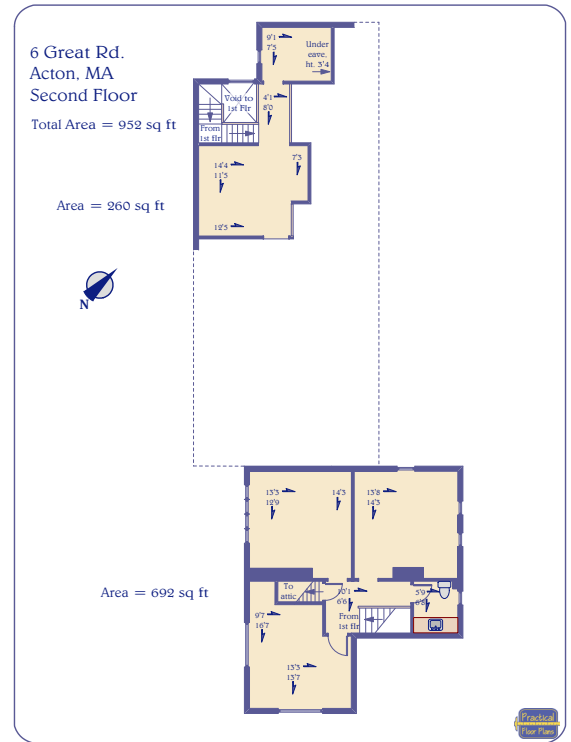 6 Great Rd.
Acton, MA
Second Floor
Total Area = 952 sq ft
9'1
7'5
Under
eave,
ht. 3'4
Void to
1st Flr
4'1
8'0
From
1st flr
14'4
11'5
7'3
12'5
Area = 260 sq ft
N
13'3
12'9
14'3
13'8
14'3
Area = 692 sq ft
To
attic
10'1
6'6
5'9
6'8
From
1st flr
9'7
16'7
13'3
13'7
Practical
Floor Plans